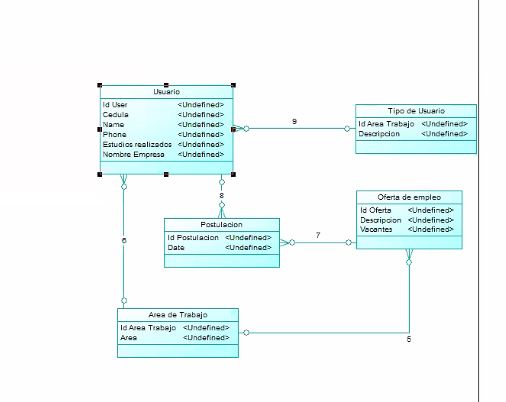 Usuario
Id User <Undefined>
Cedula <Undefined>
Name <Undefined>
Phone <Undefined>
Estudios realizados <Undefined>
Nombre Empresa <Undefined>
9
Tipo de Usuario
Id Area Trabajo <Undefined>
Descripcion <Undefined>
8
Oferta de empleo
Id Oferta <Undefined>
Descripcion <Undefined>
Vacantes <Undefined>
Postulacion
Id Postulacion <Undefined>
Date <Undefined>
7
6
Area de Trabajo
Id Area Trabajo <Undefined>
Area <Undefined>
5